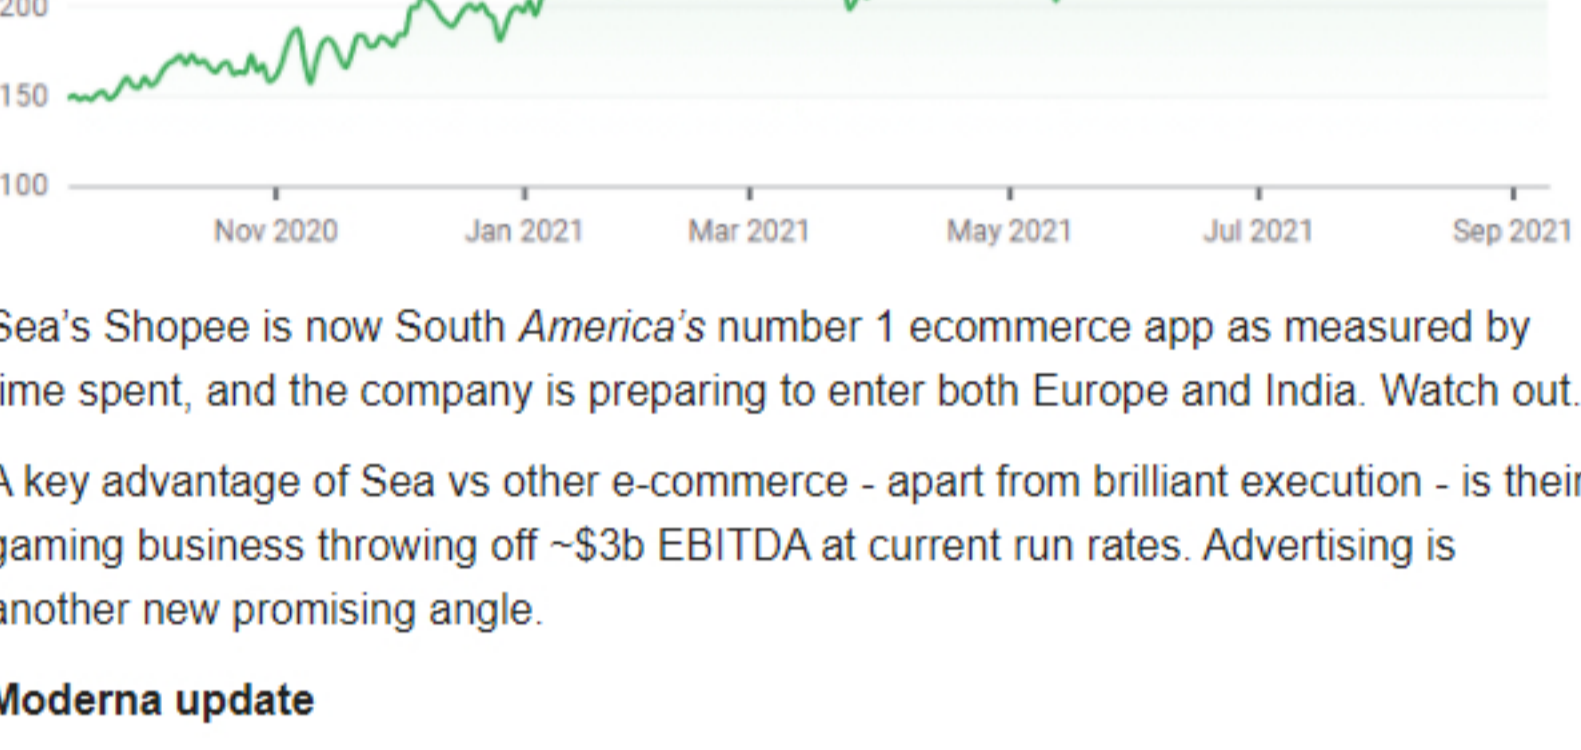 200
150
100
Nov 2020 Jan 2021 Mar 2021 May 2021 Jul 2021 Sep 2021
Sea's Shopee is now South America's number 1 ecommerce app as measured by
time spent, and the company is preparing to enter both Europe and India. Watch out.
A key advantage of Sea vs other e-commerce - apart from brilliant execution - is their
gaming business throwing off ~$3b EBITDA at current run rates. Advertising is
another new promising angle.
Moderna update